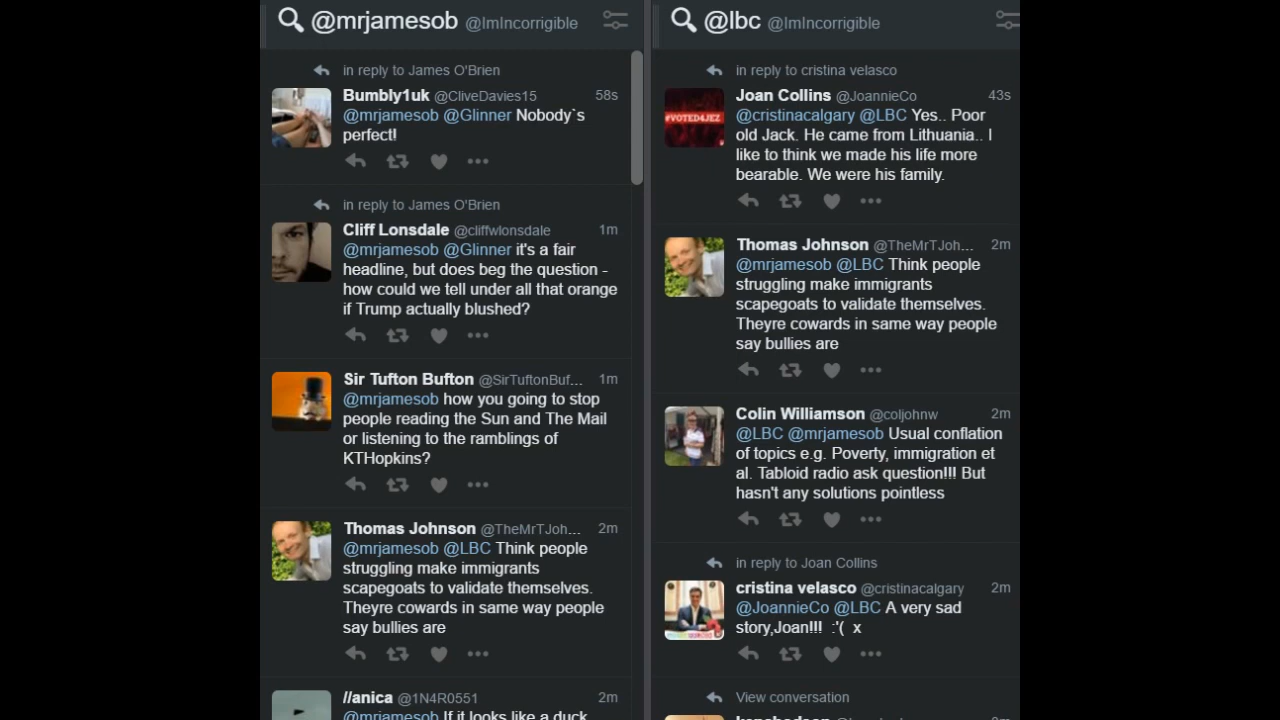 @mrjamesob @ImIncorrigible
in reply to James O'Brien
Bumbly1uk @CliveDavies15 58s
@mrjamesob @Glinner Nobody`s
perfect!
in reply to James O'Brien
Cliff Lonsdale @cliffwlonsdale 1m
@mrjamesob @Glinner it's a fair
headline, but does beg the question -
how could we tell under all that orange
if Trump actually blushed?
Sir Tufton Bufton @SirTuftonBuf... 1m
@mrjamesob how you going to stop
people reading the Sun and The Mail
or listening to the ramblings of
KTHopkins?
Thomas Johnson @TheMrTJoh... 2m
@mrjamesob @LBC Think people
struggling make immigrants
scapegoats to validate themselves.
Theyre cowards in same way people
say bullies are
//anica @1N4R0551 2m
@mrjamesob If it looks like a duck
@lbc @ImIncorrigible
in reply to cristina velasco
Joan Collins @JoannieCo 43s
#VOTED4JEZ
@cristinacalgary @LBC Yes.. Poor
old Jack. He came from Lithuania.. I
like to think we made his life more
bearable. We were his family.
Thomas Johnson @TheMrTJoh... 2m
@mrjamesob @LBC Think people
struggling make immigrants
scapegoats to validate themselves.
Theyre cowards in same way people
say bullies are
Colin Williamson @coljohnw 2m
@LBC @mrjamesob Usual conflation
of topics e.g. Poverty, immigration et
al. Tabloid radio ask question!!! But
hasn't any solutions pointless
in reply to Joan Collins
cristina velasco @cristinacalgary 2m
@JoannieCo @LBC A very sad
story,Joan!!! :'( x
View conversation